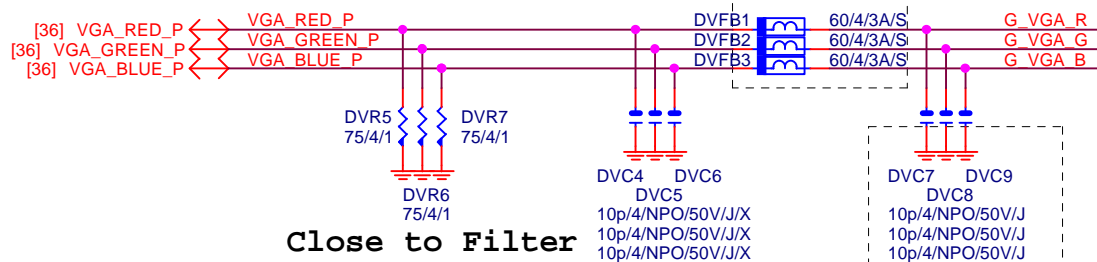 [36] VGA_RED_P VGA_RED_P DVFB1 60/4/3A/S G_VGA_R
[36] VGA_GREEN_P VGA_GREEN_P DVFB2 60/4/3A/S G_VGA_G
[36] VGA_BLUE_P VGA_BLUE_P DVFB3 60/4/3A/S G_VGA_B
DVR5 DVR7
75/4/1 75/4/1
DVR6
75/4/1
DVC4 DVC6
DVC5
10p/4/NPO/50V/J/X
10p/4/NPO/50V/J/X
10p/4/NPO/50V/J/X
DVC7 DVC9
DVC8
10p/4/NPO/50V/J
10p/4/NPO/50V/J
10p/4/NPO/50V/J
Close to Filter